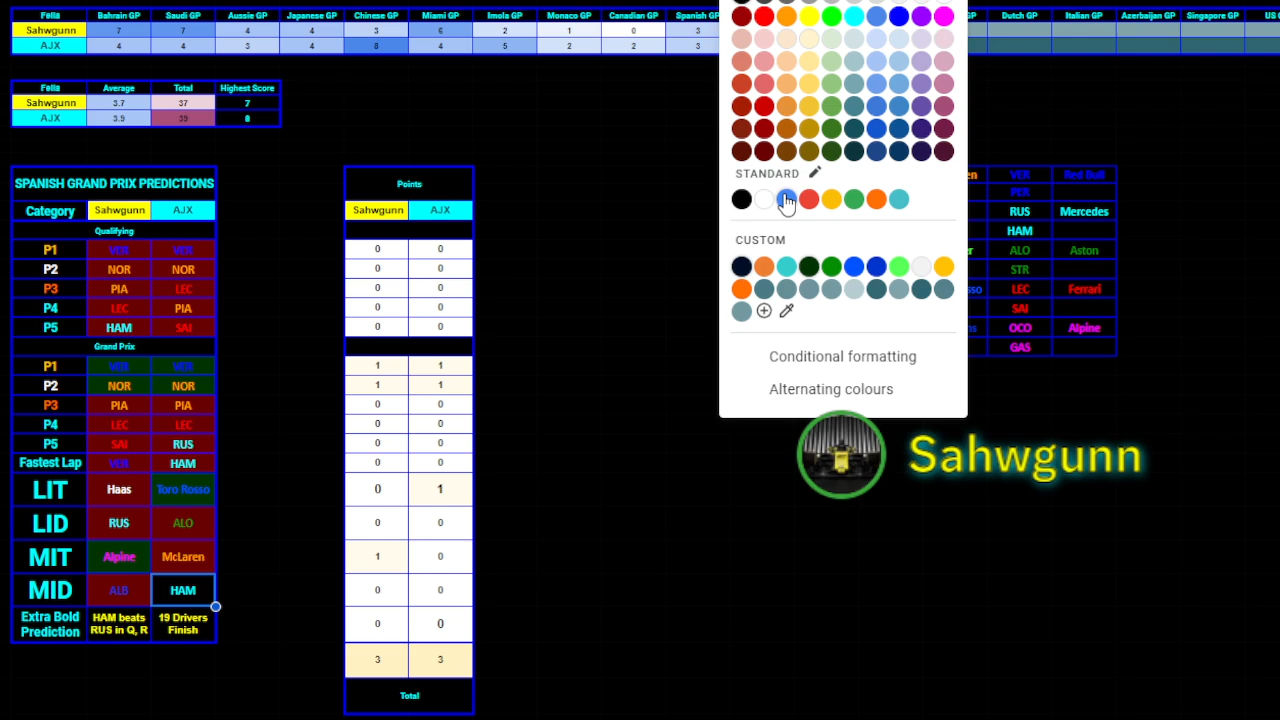 Fella Bahrain GP Saudi GP Aussie GP Japanese GP Chinese GP Miami GP Imola GP Monaco GP Canadian GP Spanish GP Dutch GP Italian GP Azerbaijan GP Singapore GP US G
Sahwgunn 7 7 4 4 3 6 2 1 0 3
AJX 4 4 3 4 8 4 5 2 2 3
Fella Average Total Highest Score
Sahwgunn 3.7 37 7
AJX 3.9 39 8
SPANISH GRAND PRIX PREDICTIONS
Category Sahwgunn AJX
Qualifying
P1 VER VER
P2 NOR NOR
P3 PIA LEC
P4 LEC PIA
P5 HAM SAI
Grand Prix
P1 VER VER
P2 NOR NOR
P3 PIA PIA
P4 LEC LEC
P5 SAI RUS
Fastest Lap VER HAM
LIT Haas Toro Rosso
LID RUS ALO
MIT Alpine McLaren
MID ALB HAM
Extra Bold Prediction HAM beats RUS in Q, R 19 Drivers Finish
Points
Sahwgunn AJX
0 0
0 0
0 0
0 0
0 0
1 1
1 1
0 0
0 0
0 0
0 0
0 1
0 0
1 0
0 0
0 0
3 3
Total
STANDARD
CUSTOM
Conditional formatting
Alternating colours
VER Red Bull
PER
RUS Mercedes
HAM
ALO Aston
STR
LEC Ferrari
SAI
OCO Alpine
GAS
Sahwgunn